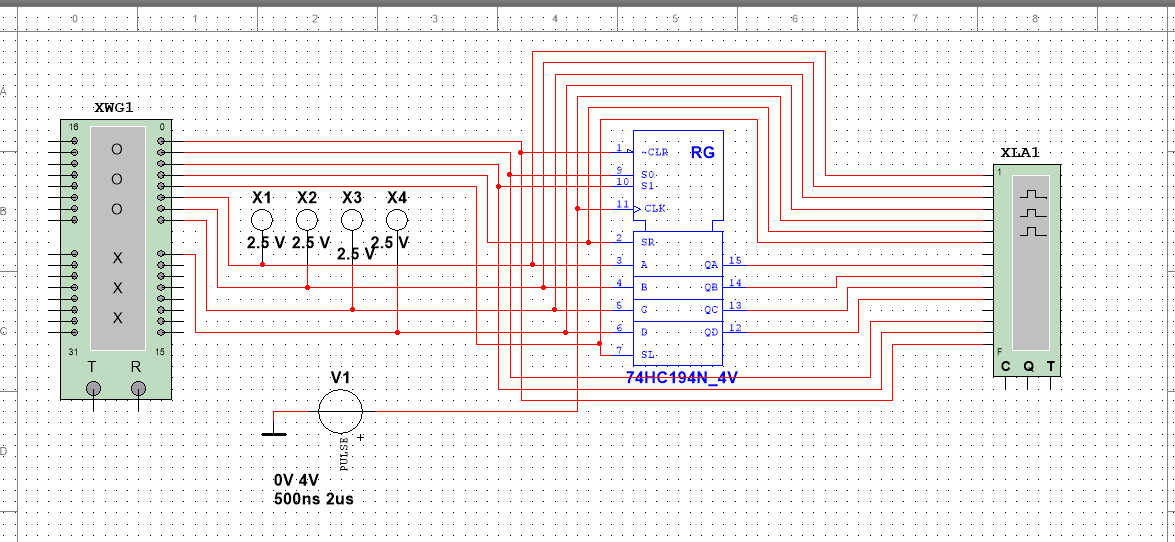 0 1 2 3 4 5 6 7 8
A
B
C
D
XWG1
16 0
O
O
O
X
X
X
31 15
T R
X1 X2 X3 X4
2.5 V 2.5 V 2.5 V 2.5 V
RG
1 ~CLR
9 S0
10 S1
11 CLK
2 SR
3 A QA 15
4 B QB 14
5 C QC 13
6 D QD 12
7 SL
74HC194N_4V
XLA1
1
F
C Q T
V1
+
PULSE
0V 4V
500ns 2us